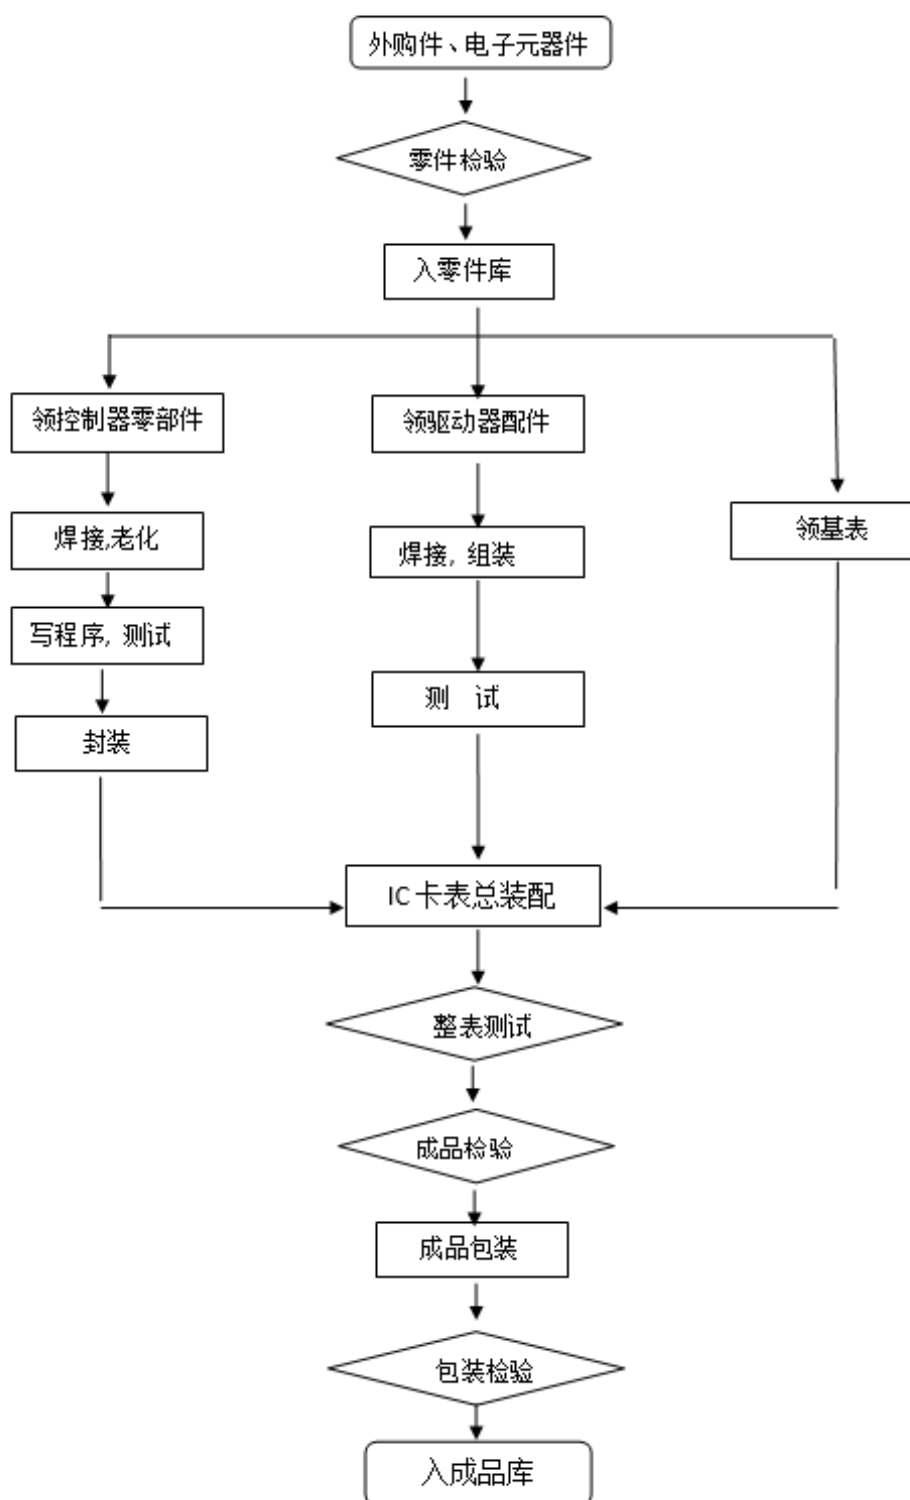 外购件、电子元器件
零件检验
入零件库
领控制器零部件
领驱动器配件
领基表
焊接,老化
焊接, 组装
写程序, 测试
测 试
封装
IC 卡表总装配
整表测试
成品检验
成品包装
包装检验
入成品库